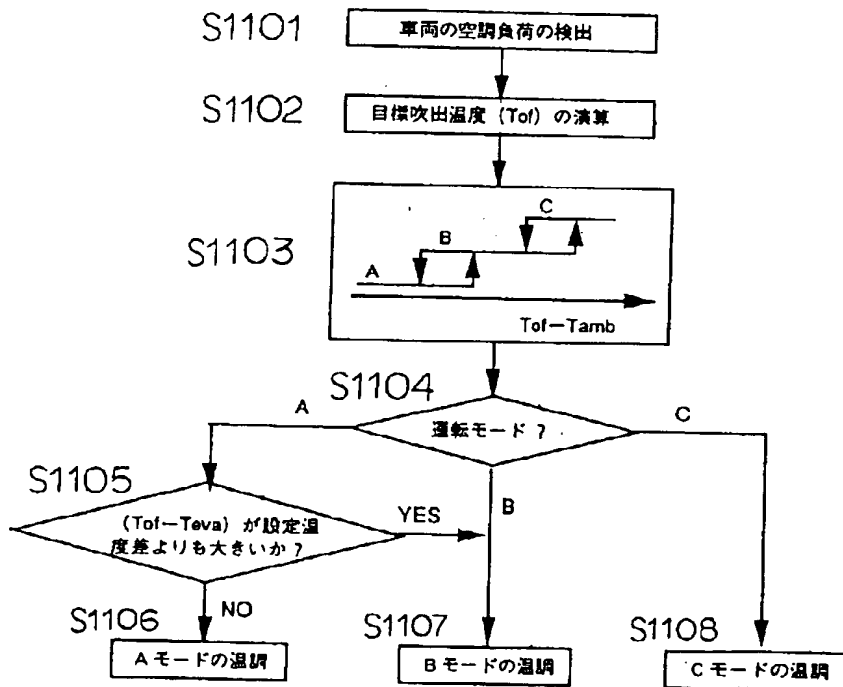 S1101
車両の空調負荷の検出
S1102
目標吹出温度 (Tof) の演算
S1103
A
B
C
Tof－Tamb
S1104
運転モード ?
A
C
B
S1105
(Tof－Teva) が設定温
度差よりも大きいか ?
YES
NO
S1106
Aモードの温調
S1107
Bモードの温調
S1108
Cモードの温調